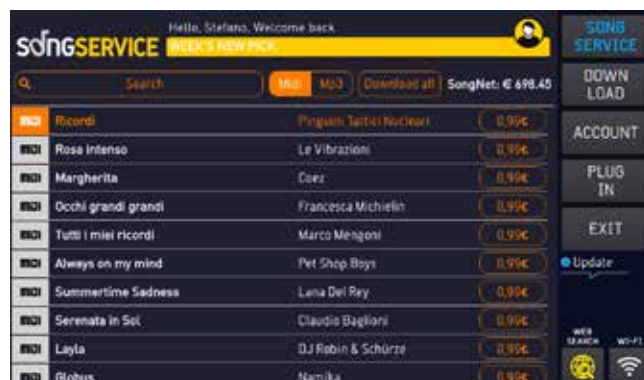 Hello, Stefano, Welcome back
SONGSERVICE
WEEK'S NEW PICK
Search
Midi Mp3 Download all SongNet: € 698.45
MIDI Ricordi Pinguini Tattici Nucleari 0,99€
MIDI Rosa intenso Le Vibrazioni 0,99€
MIDI Margherita Coez 0,99€
MIDI Occhi grandi grandi Francesca Michielin 0,99€
MIDI Tutti i miei ricordi Marco Mengoni 0,99€
MIDI Always on my mind Pet Shop Boys 0,99€
MIDI Summertime Sadness Lana Del Rey 0,99€
MIDI Serenata in Sol Claudio Baglioni 0,99€
MIDI Layla DJ Robin & Schürze 0,99€
MIDI Globus Namika
SONG
SERVICE
DOWN
LOAD
ACCOUNT
PLUG
IN
EXIT
Update
WEB
SEARCH
WI-FI